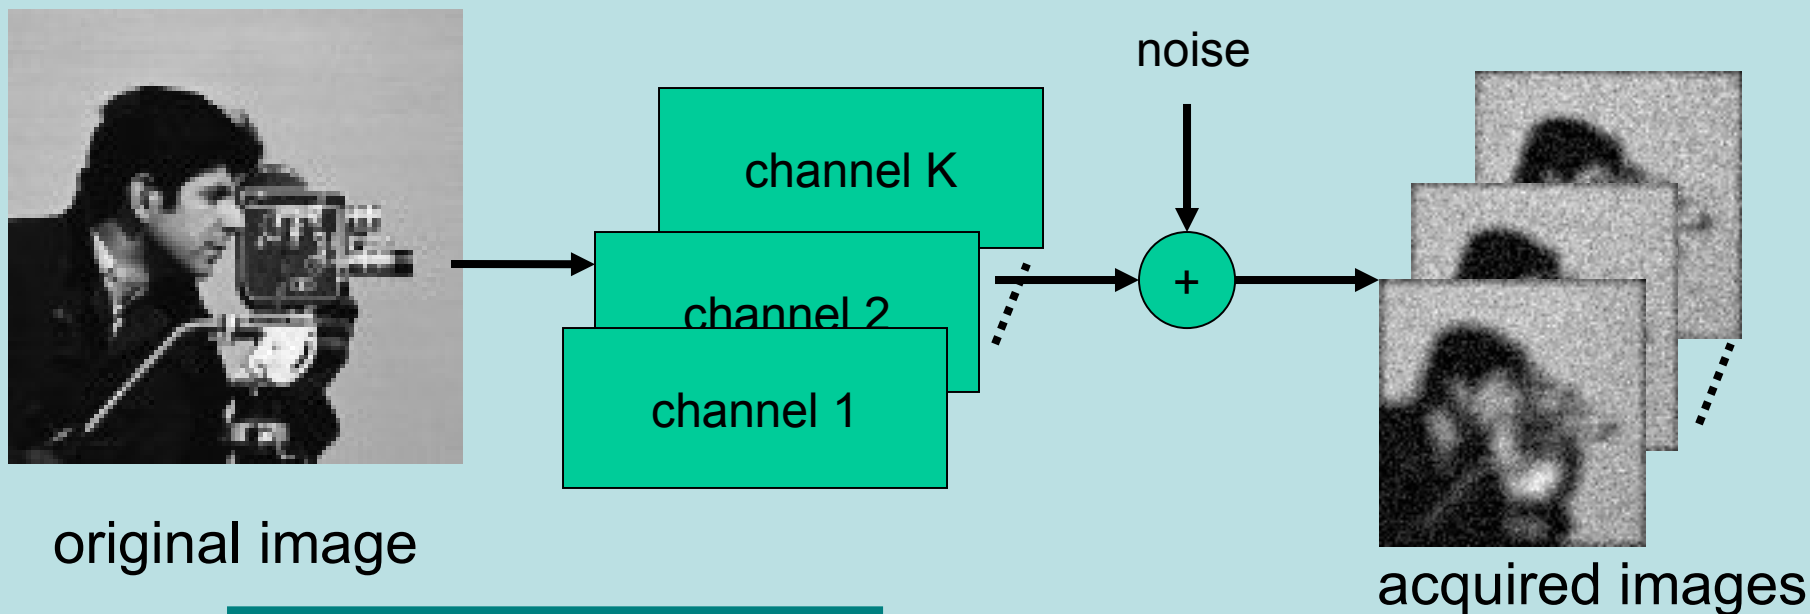 noise
channel K
channel 2
channel 1
+
original image
acquired images